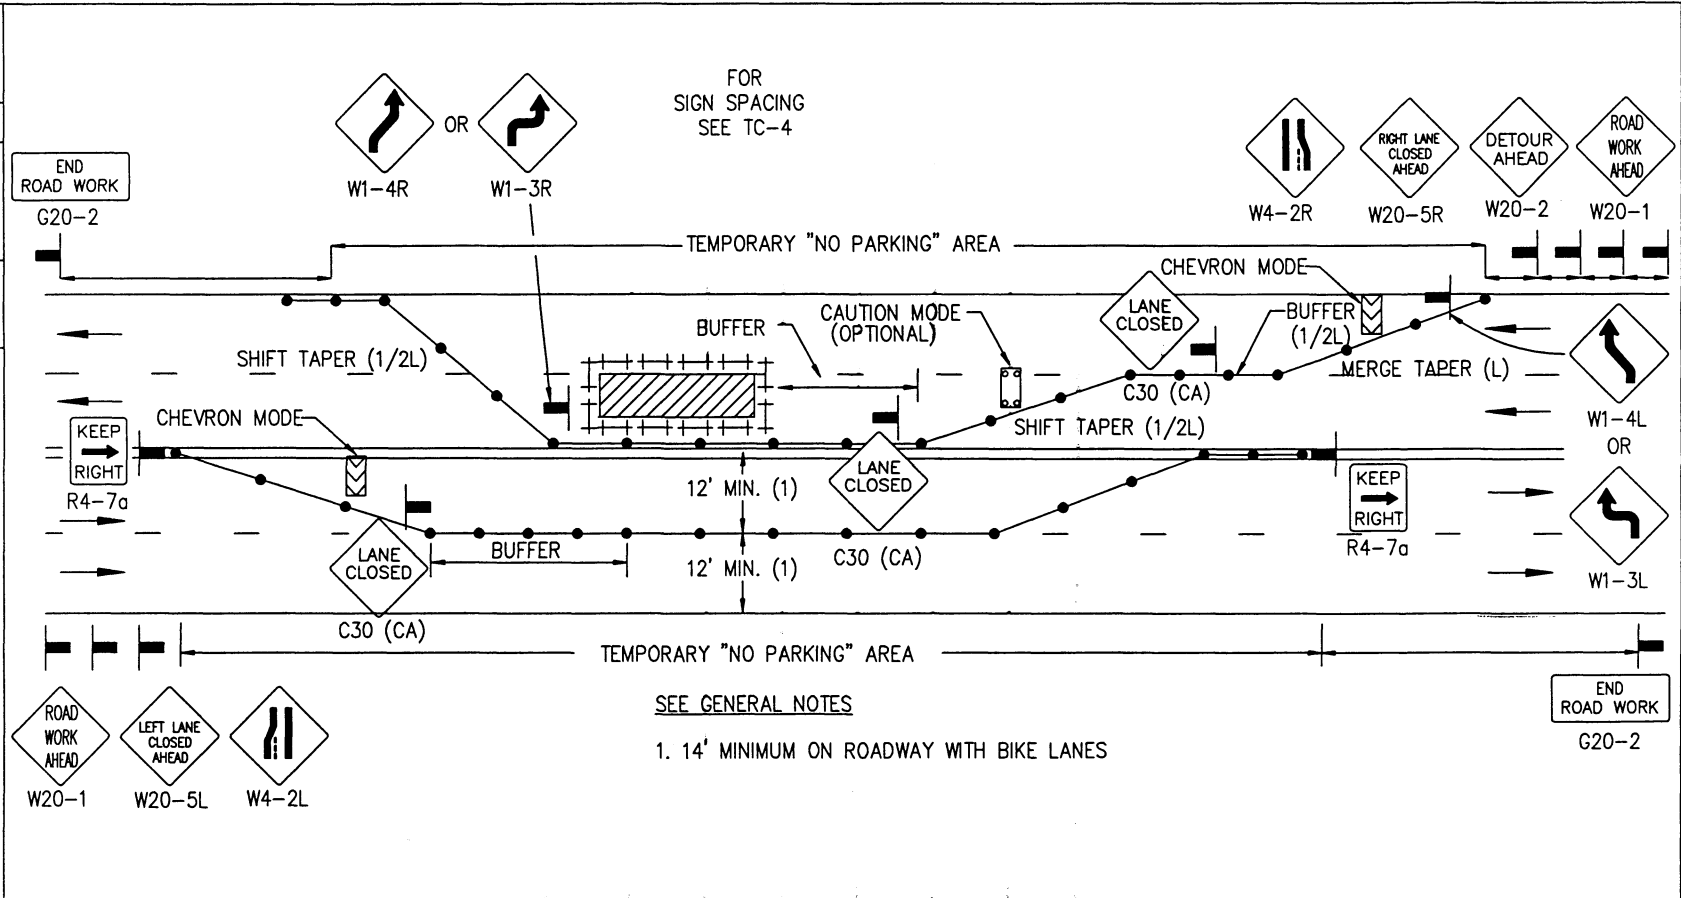 FOR
SIGN SPACING
SEE TC-4
OR
W1-4R
W1-3R
END
ROAD WORK
G20-2
W4-2R
RIGHT LANE
CLOSED
AHEAD
W20-5R
DETOUR
AHEAD
W20-2
ROAD
WORK
AHEAD
W20-1
TEMPORARY "NO PARKING" AREA
CHEVRON MODE
LANE
CLOSED
BUFFER
(1/2L)
CAUTION MODE
(OPTIONAL)
BUFFER
SHIFT TAPER (1/2L)
MERGE TAPER (L)
C30 (CA)
SHIFT TAPER (1/2L)
W1-4L
OR
W1-3L
CHEVRON MODE
KEEP
RIGHT
R4-7a
LANE
CLOSED
12' MIN. (1)
KEEP
RIGHT
R4-7a
LANE
CLOSED
BUFFER
12' MIN. (1)
C30 (CA)
C30 (CA)
TEMPORARY "NO PARKING" AREA
ROAD
WORK
AHEAD
W20-1
LEFT LANE
CLOSED
AHEAD
W20-5L
W4-2L
SEE GENERAL NOTES
1. 14' MINIMUM ON ROADWAY WITH BIKE LANES
END
ROAD WORK
G20-2